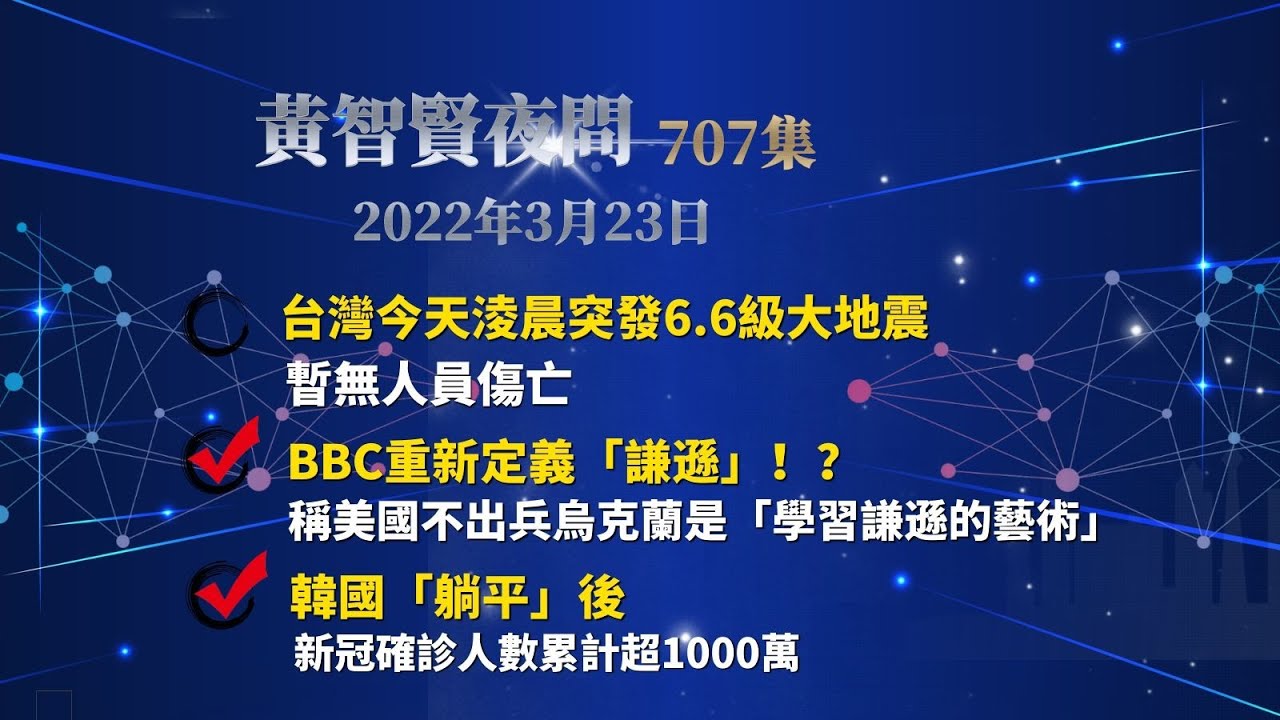 黃智賢夜問 707集
2022年3月23日
台灣今天淩晨突發6.6級大地震
暫無人員傷亡
BBC重新定義「謙遜」！？
稱美國不出兵烏克蘭是「學習謙遜的藝術」
韓國「躺平」後
新冠確診人數累計超1000萬